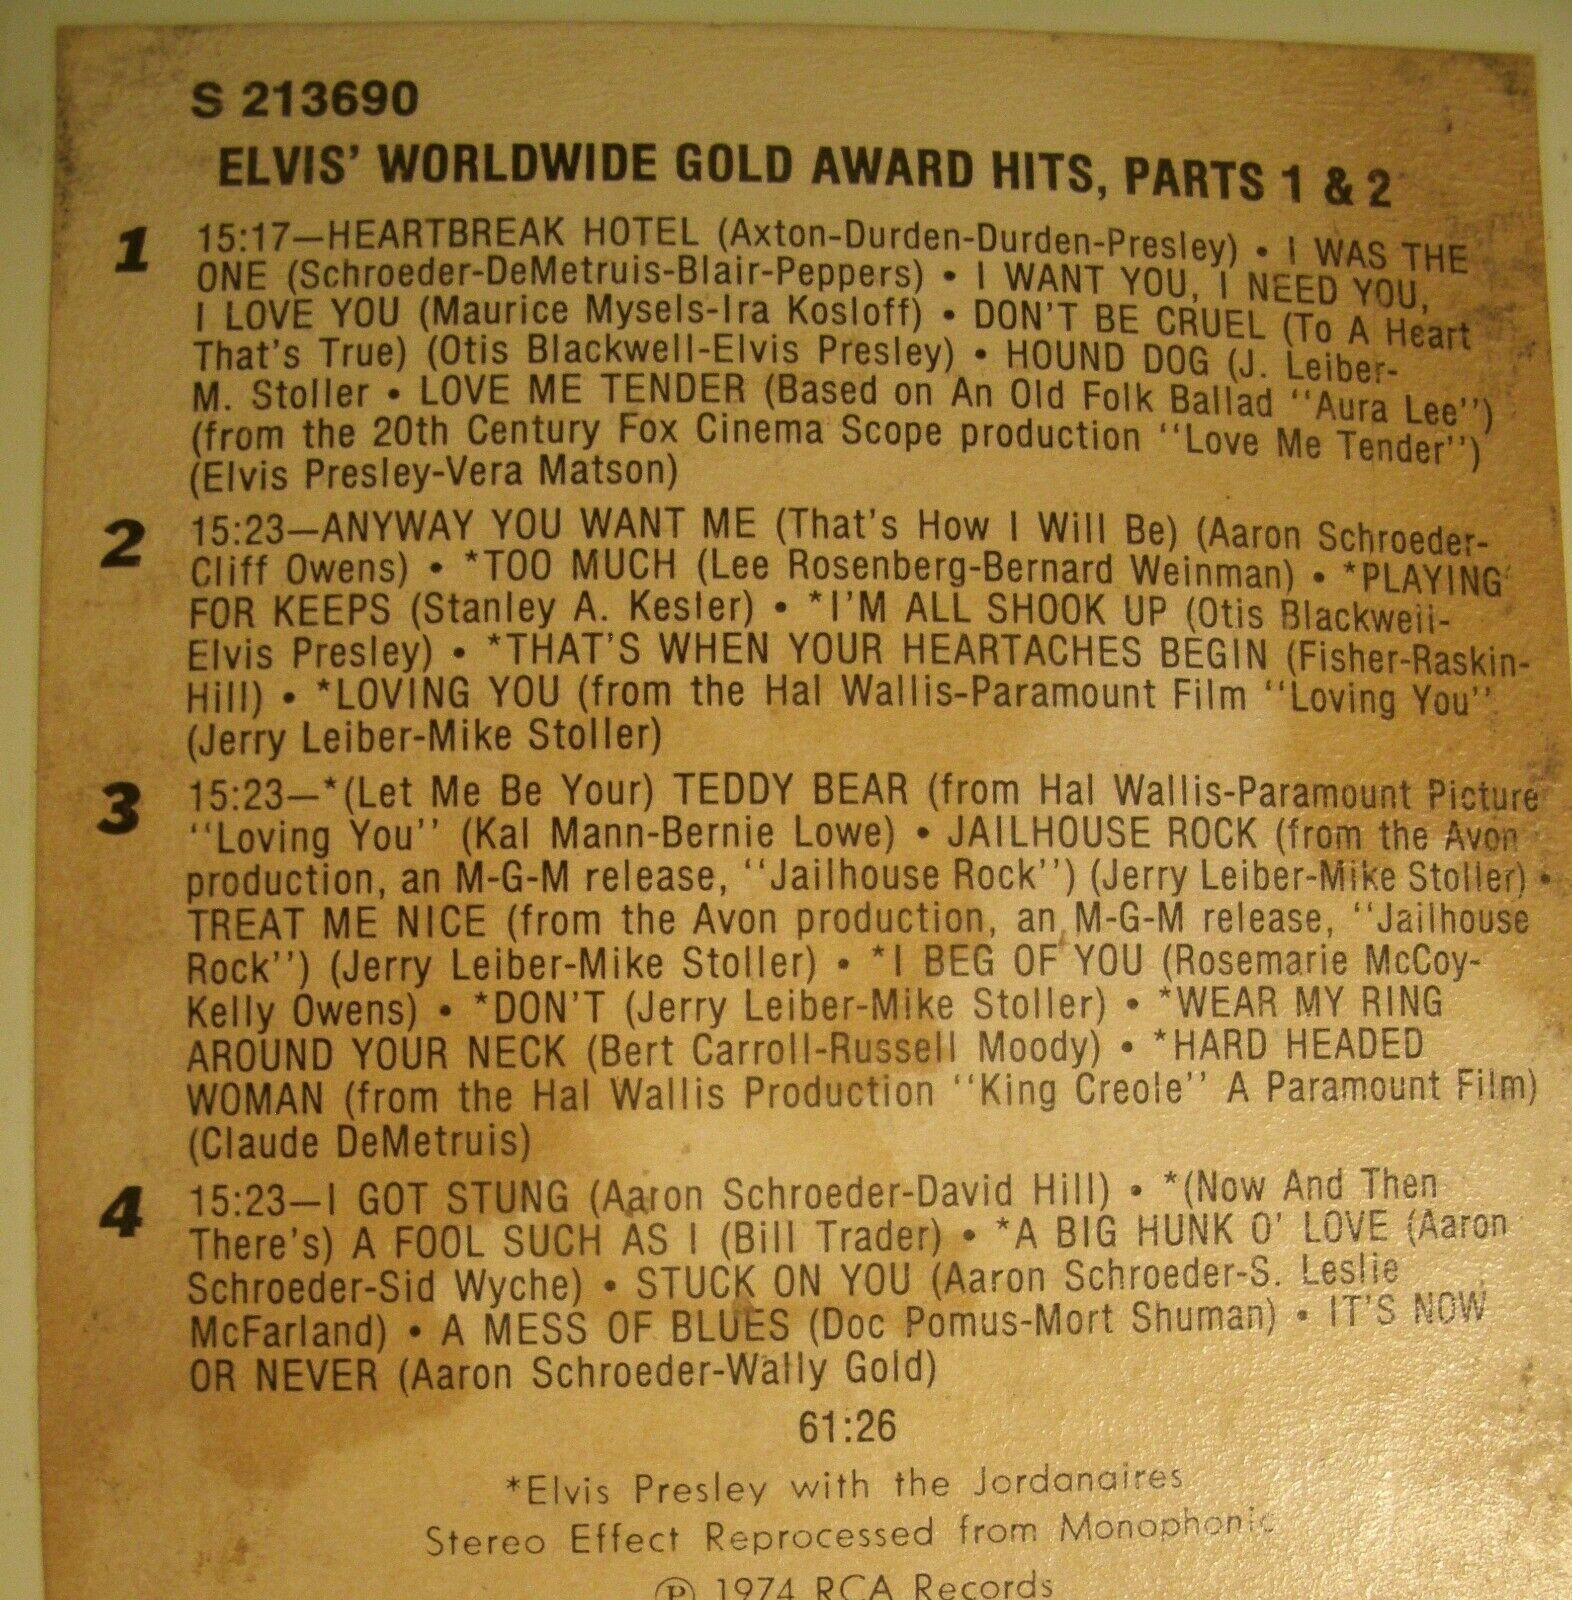 S 213690
ELVIS' WORLDWIDE GOLD AWARD HITS, PARTS 1 & 2
1 15:17—HEARTBREAK HOTEL (Axton-Durden-Durden-Presley) • I WAS THE
ONE (Schroeder-DeMetruis-Blair-Peppers) • I WANT YOU, I NEED YOU,
I LOVE YOU (Maurice Mysels-Ira Kosloff) • DON'T BE CRUEL (To A Heart
That's True) (Otis Blackwell-Elvis Presley) • HOUND DOG (J. Leiber-
M. Stoller • LOVE ME TENDER (Based on An Old Folk Ballad "Aura Lee")
(from the 20th Century Fox Cinema Scope production "Love Me Tender")
(Elvis Presley-Vera Matson)
2 15:23—ANYWAY YOU WANT ME (That's How I Will Be) (Aaron Schroeder-
Cliff Owens) • *TOO MUCH (Lee Rosenberg-Bernard Weinman) • *PLAYING
FOR KEEPS (Stanley A. Kesler) • *I'M ALL SHOOK UP (Otis Blackwell-
Elvis Presley) • *THAT'S WHEN YOUR HEARTACHES BEGIN (Fisher-Raskin-
Hill) • *LOVING YOU (from the Hal Wallis-Paramount Film "Loving You"
(Jerry Leiber-Mike Stoller)
3 15:23—*(Let Me Be Your) TEDDY BEAR (from Hal Wallis-Paramount Picture
"Loving You" (Kal Mann-Bernie Lowe) • JAILHOUSE ROCK (from the Avon
production, an M-G-M release, "Jailhouse Rock") (Jerry Leiber-Mike Stoller) •
TREAT ME NICE (from the Avon production, an M-G-M release, "Jailhouse
Rock") (Jerry Leiber-Mike Stoller) • *I BEG OF YOU (Rosemarie McCoy-
Kelly Owens) • *DON'T (Jerry Leiber-Mike Stoller) • *WEAR MY RING
AROUND YOUR NECK (Bert Carroll-Russell Moody) • *HARD HEADED
WOMAN (from the Hal Wallis Production "King Creole" A Paramount Film)
(Claude DeMetruis)
4 15:23—I GOT STUNG (Aaron Schroeder-David Hill) • *(Now And Then
There's) A FOOL SUCH AS I (Bill Trader) • *A BIG HUNK O' LOVE (Aaron
Schroeder-Sid Wyche) • STUCK ON YOU (Aaron Schroeder-S. Leslie
McFarland) • A MESS OF BLUES (Doc Pomus-Mort Shuman) • IT'S NOW
OR NEVER (Aaron Schroeder-Wally Gold)
61:26
*Elvis Presley with the Jordanaires
Stereo Effect Reprocessed from Monophonic
℗ 1974 RCA Records